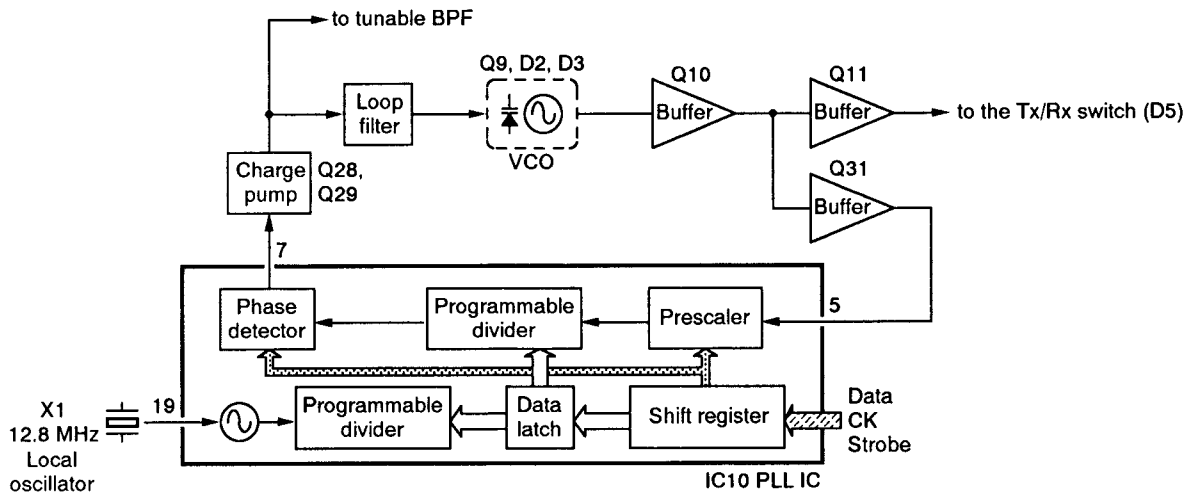 to tunable BPF
Q9, D2, D3
Q10
Q11
Loop
filter
Buffer
Buffer
to the Tx/Rx switch (D5)
VCO
Charge
pump
Q28,
Q29
Q31
Buffer
7
Phase
detector
Programmable
divider
Prescaler
5
X1
12.8 MHz
Local
oscillator
19
Programmable
divider
Data
latch
Shift register
Data
CK
Strobe
IC10 PLL IC